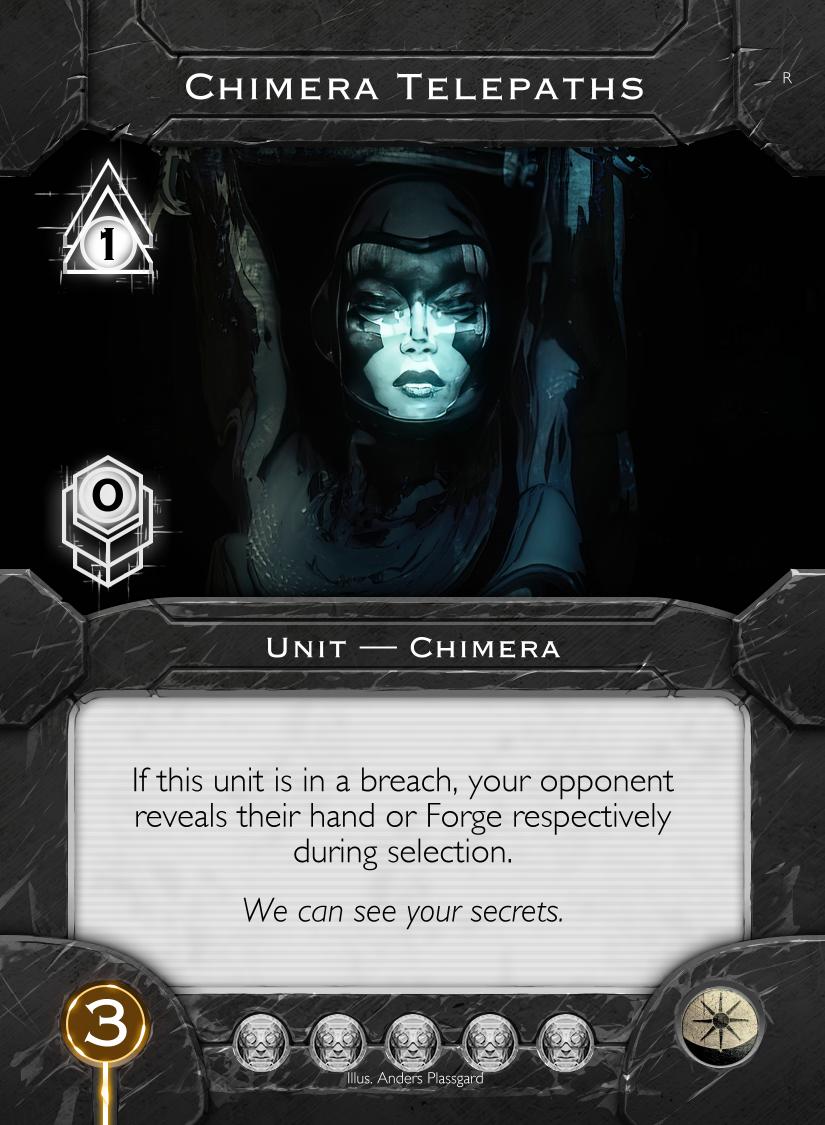 Chimera Telepaths
R
1
0
Unit — Chimera
If this unit is in a breach, your opponent
reveals their hand or Forge respectively
during selection.
We can see your secrets.
3
Illus. Anders Plassgard